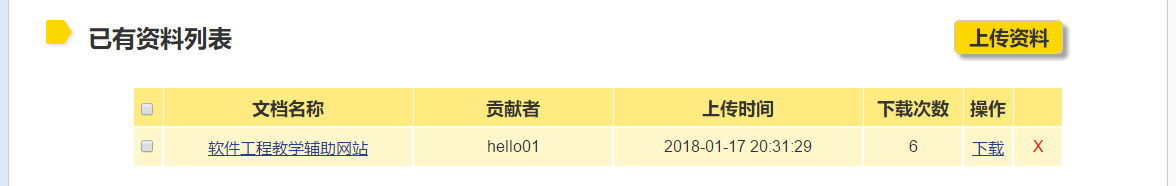 已有资料列表 上传资料
文档名称 贡献者 上传时间 下载次数 操作
软件工程教学辅助网站 hello01 2018-01-17 20:31:29 6 下载 X